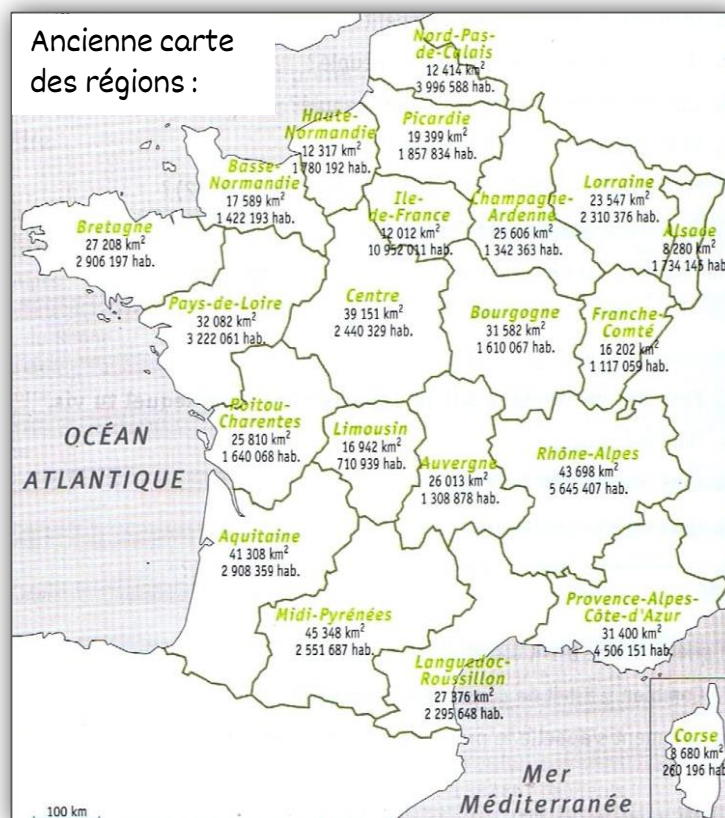 Ancienne carte
des régions :
Nord-Pas-
de-Calais
12 414 km²
3 996 588 hab.
Haute-
Normandie
12 317 km²
1 780 192 hab.
Picardie
19 399 km²
1 857 834 hab.
Basse-
Normandie
17 589 km²
1 422 193 hab.
Ile-
de-France
12 012 km²
10 952 011 hab.
Champagne-
Ardenne
25 606 km²
1 342 363 hab.
Lorraine
23 547 km²
2 310 376 hab.
Alsace
8 280 km²
1 734 145 hab.
Bretagne
27 208 km²
2 906 197 hab.
Pays-de-Loire
32 082 km²
3 222 061 hab.
Centre
39 151 km²
2 440 329 hab.
Bourgogne
31 582 km²
1 610 067 hab.
Franche-
Comté
16 202 km²
1 117 059 hab.
Poitou-
Charentes
25 810 km²
1 640 068 hab.
Limousin
16 942 km²
710 939 hab.
Auvergne
26 013 km²
1 308 878 hab.
Rhône-Alpes
43 698 km²
5 645 407 hab.
OCÉAN
ATLANTIQUE
Aquitaine
41 308 km²
2 908 359 hab.
Midi-Pyrénées
45 348 km²
2 551 687 hab.
Languedoc-
Roussillon
27 376 km²
2 295 648 hab.
Provence-Alpes-
Côte-d'Azur
31 400 km²
4 506 151 hab.
Corse
8 680 km²
260 196 hab
Mer
Méditerranée
100 km